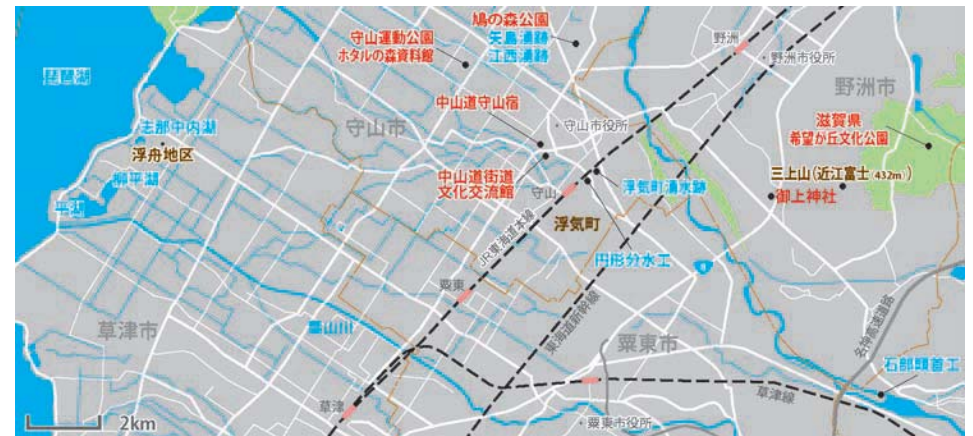 鳩の森公園
矢島湧跡
江西湧跡
守山運動公園
ホタルの森資料館
野洲
・野洲市役所
野洲市
琵琶湖
中山道守山宿
志那中内湖
守山市
・守山市役所
滋賀県
希望が丘文化公園
浮舟地区
中山道街道
文化交流館
三上山(近江富士 432m)
柳平湖
守山
浮気町湧水跡
御上神社
平湖
浮気町
JR東海道本線
円形分水工
8
栗東
東海道新幹線
名神高速道路
草津市
葉山川
栗東市
石部頭首工
草津線
草津
2km
・栗東市役所